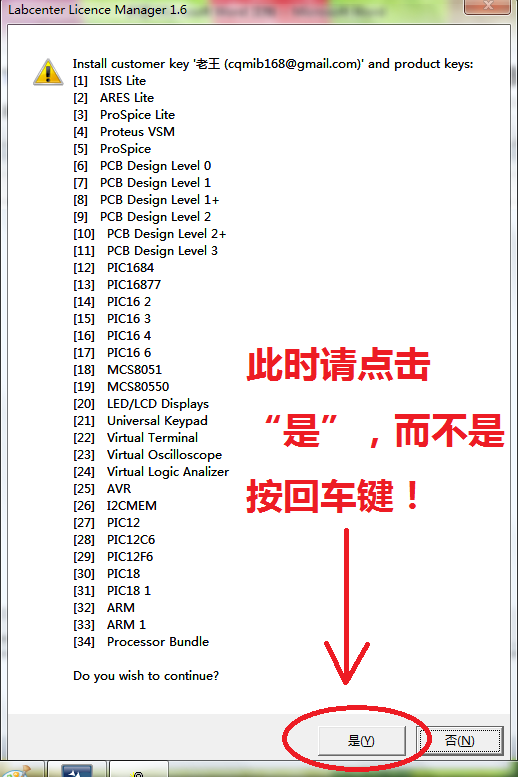 Labcenter Licence Manager 1.6
Install customer key '老王 (cqmib168@gmail.com)' and product keys:
[1] ISIS Lite
[2] ARES Lite
[3] ProSpice Lite
[4] Proteus VSM
[5] ProSpice
[6] PCB Design Level 0
[7] PCB Design Level 1
[8] PCB Design Level 1+
[9] PCB Design Level 2
[10] PCB Design Level 2+
[11] PCB Design Level 3
[12] PIC1684
[13] PIC16877
[14] PIC16 2
[15] PIC16 3
[16] PIC16 4
[17] PIC16 6
[18] MCS8051
[19] MCS80550
[20] LED/LCD Displays
[21] Universal Keypad
[22] Virtual Terminal
[23] Virtual Oscilloscope
[24] Virtual Logic Analizer
[25] AVR
[26] I2CMEM
[27] PIC12
[28] PIC12C6
[29] PIC12F6
[30] PIC18
[31] PIC18 1
[32] ARM
[33] ARM 1
[34] Processor Bundle
此时请点击
“是”，而不是
按回车键！
Do you wish to continue?
是(Y)
否(N)